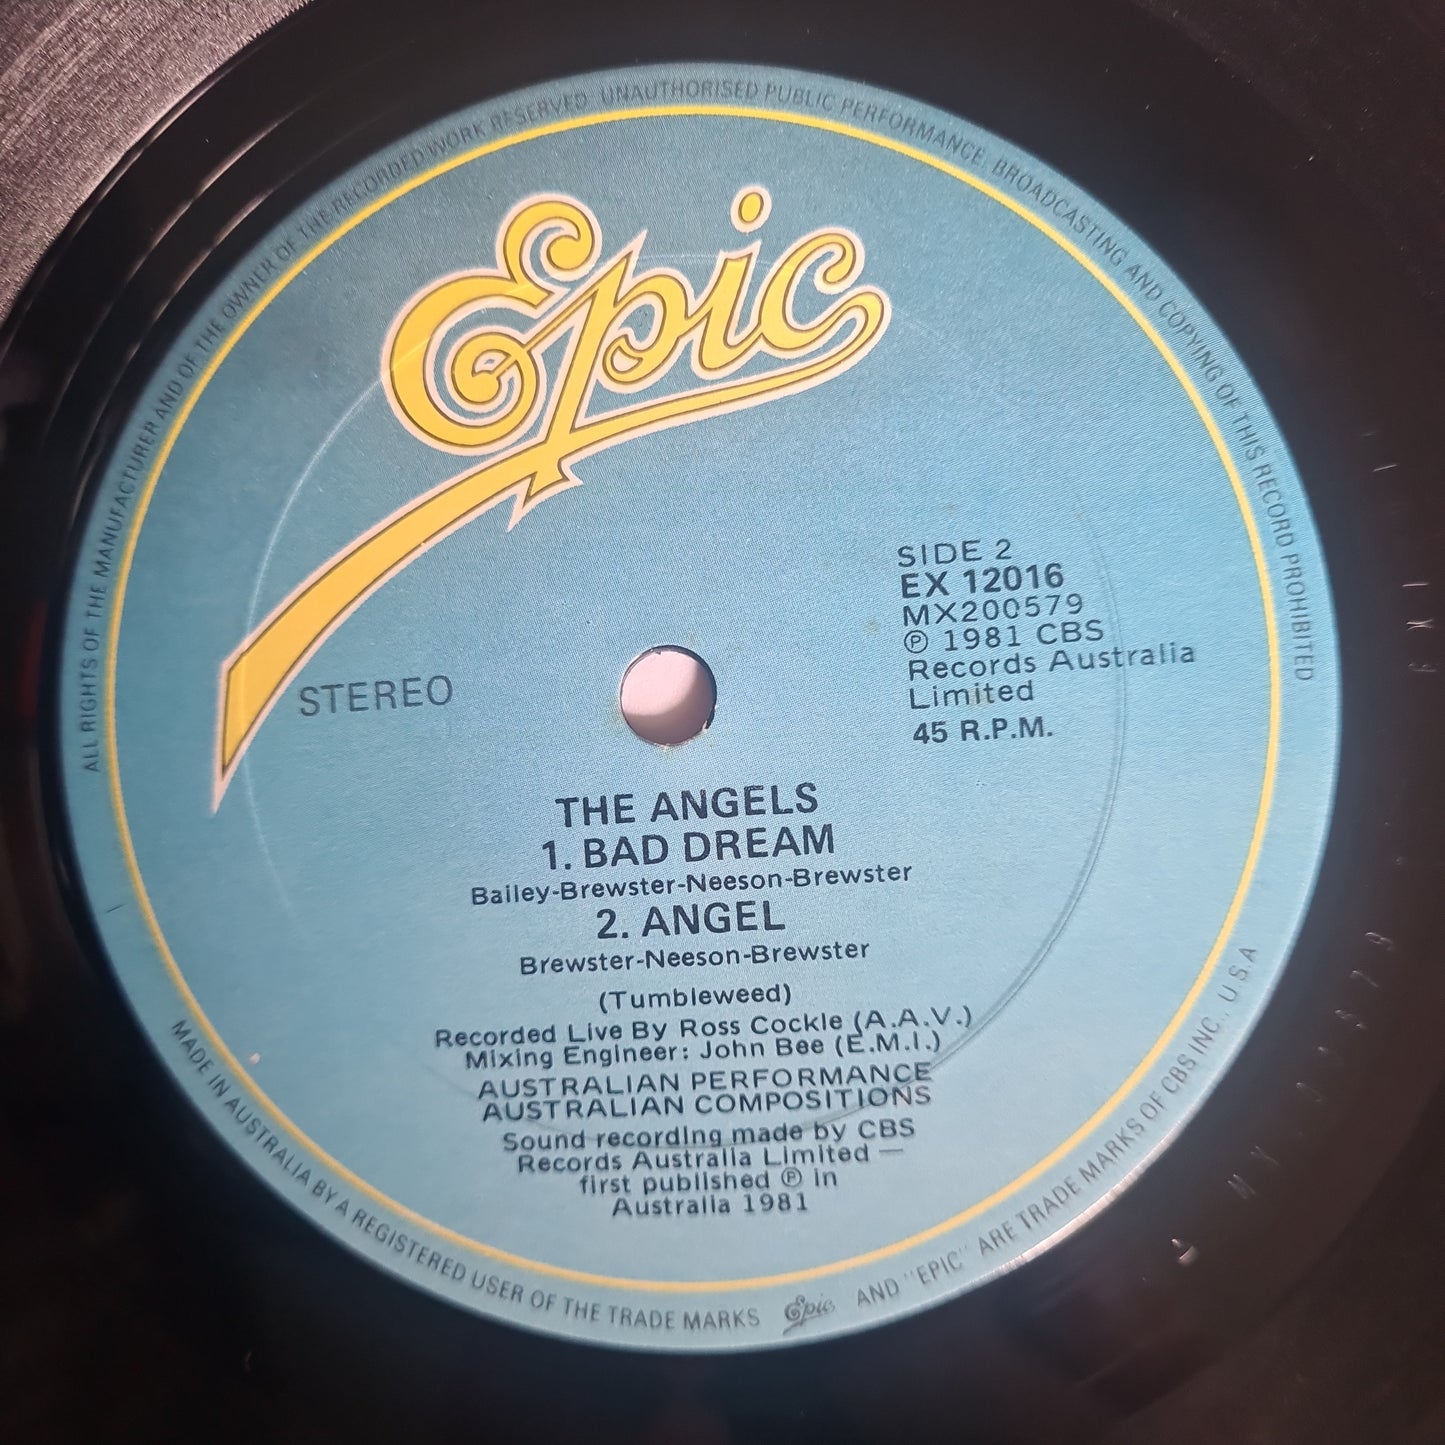 ALL RIGHTS OF THE MANUFACTURER AND OF THE OWNER OF THE RECORDED WORK RESERVED UNAUTHORISED PUBLIC PERFORMANCE, BROADCASTING AND COPYING OF THIS RECORD PROHIBITED
Epic
SIDE 2
EX 12016
MX200579
℗ 1981 CBS
Records Australia
Limited
45 R.P.M.
STEREO
THE ANGELS
1. BAD DREAM
Bailey-Brewster-Neeson-Brewster
2. ANGEL
Brewster-Neeson-Brewster
(Tumbleweed)
Recorded Live By Ross Cockle (A.A.V.)
Mixing Engineer: John Bee (E.M.I.)
AUSTRALIAN PERFORMANCE
AUSTRALIAN COMPOSITIONS
Sound recording made by CBS
Records Australia Limited —
first published ℗ in
Australia 1981
MADE IN AUSTRALIA BY A REGISTERED USER OF THE TRADE MARKS Epic AND "EPIC" ARE TRADE MARKS OF CBS INC., U.S.A